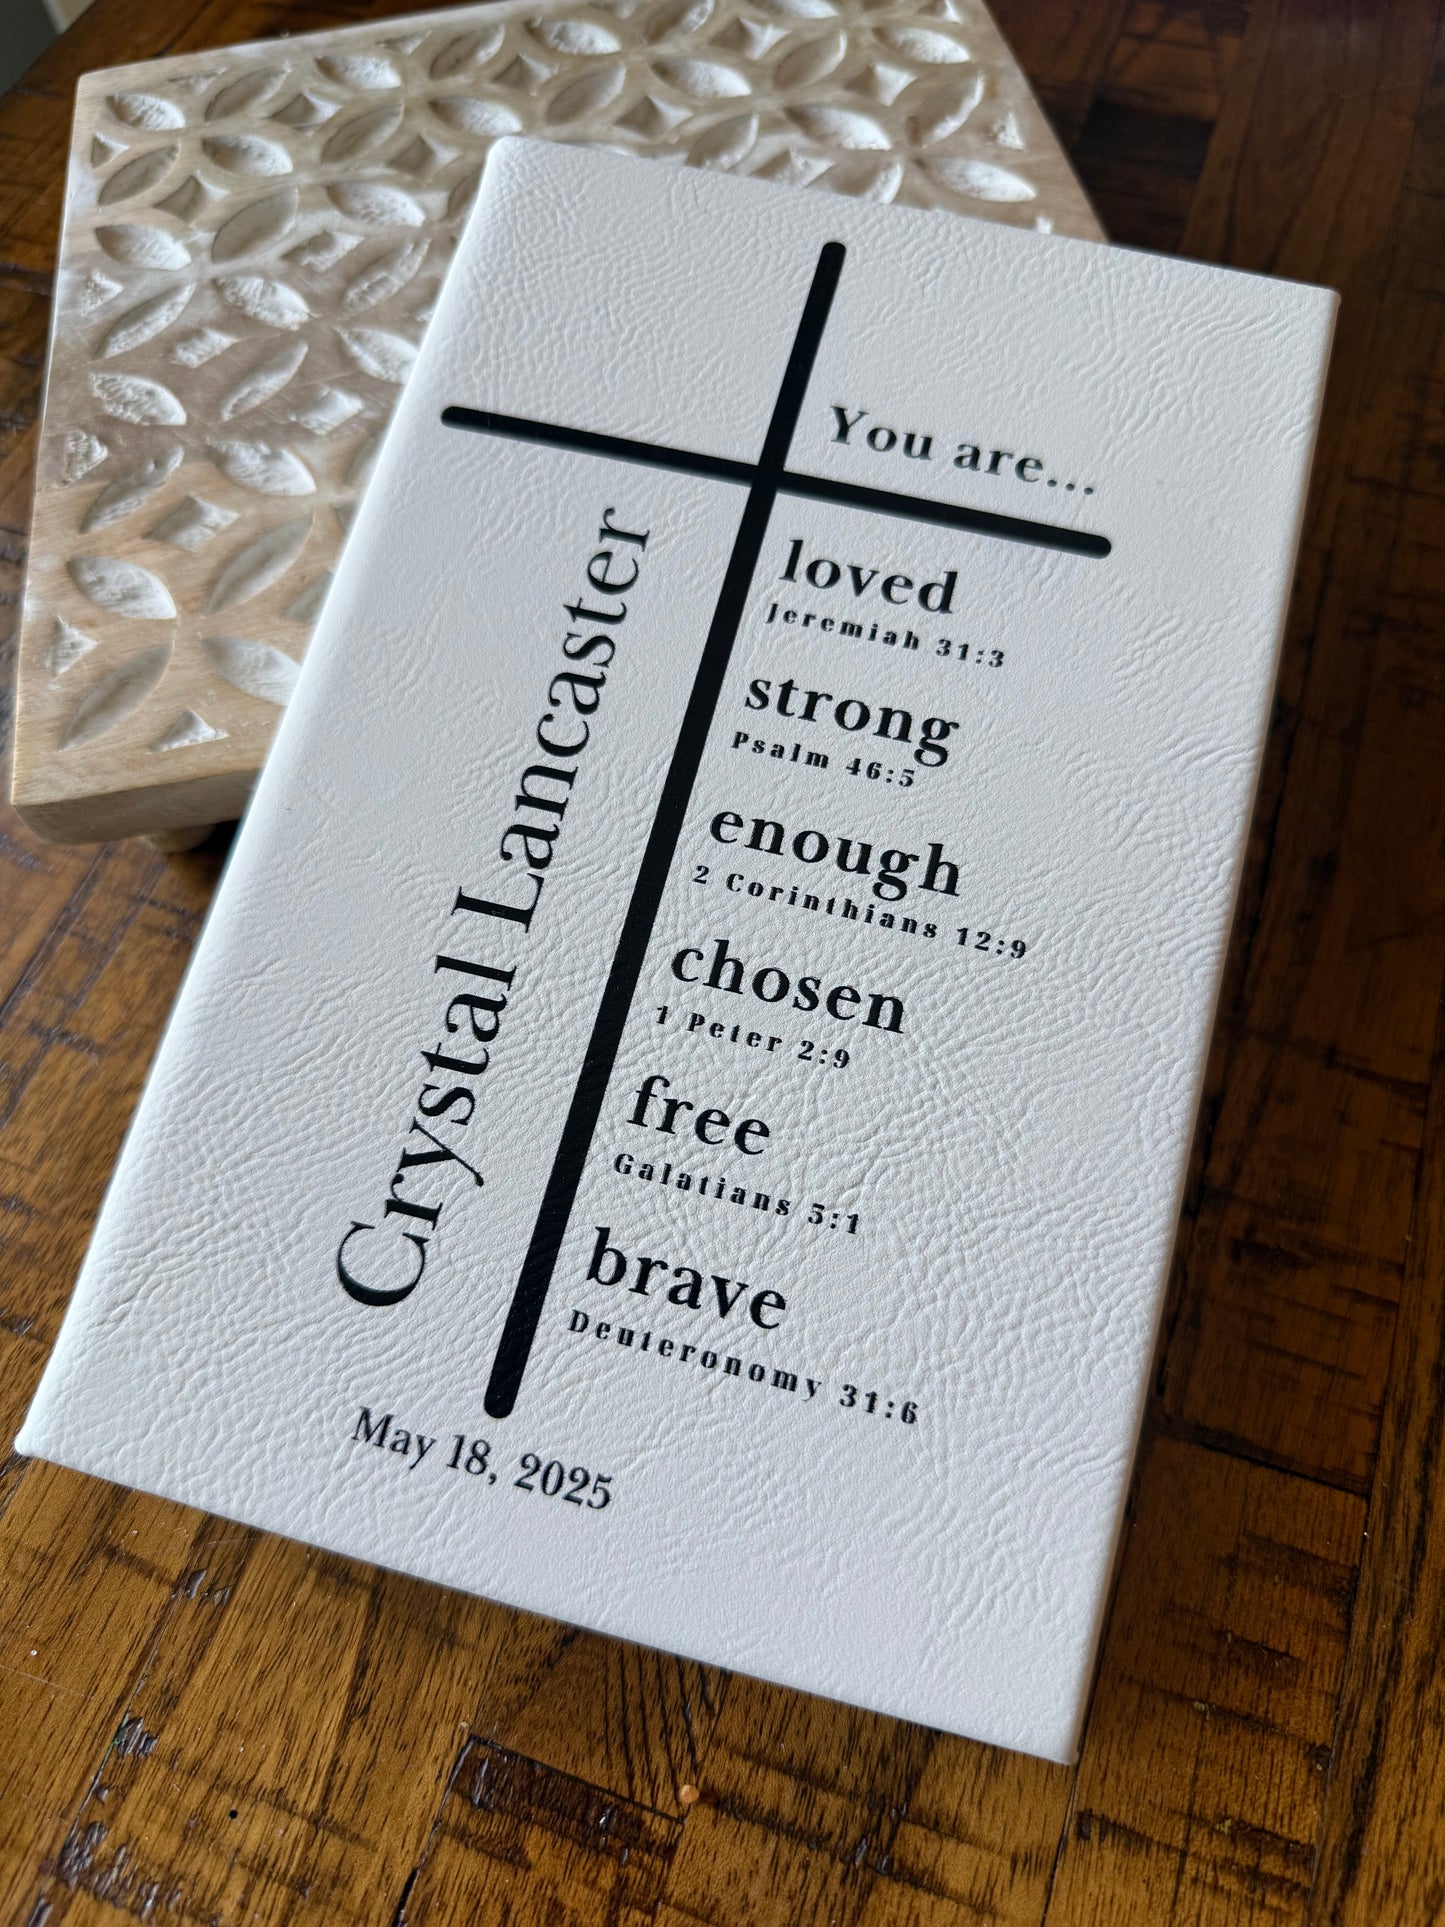 You are...
loved
Jeremiah 31:3
strong
Psalm 46:5
enough
2 Corinthians 12:9
chosen
1 Peter 2:9
free
Galatians 5:1
brave
Deuteronomy 31:6
Crystal Lancaster
May 18, 2025